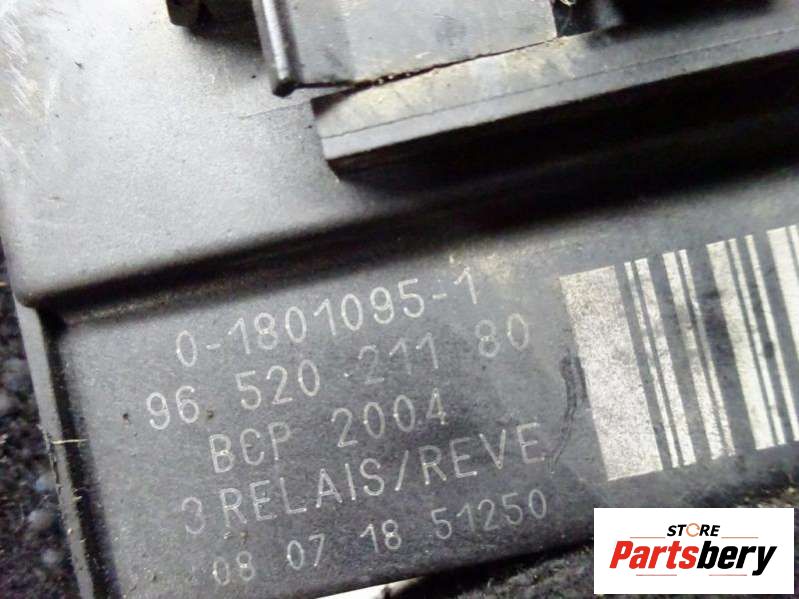 0-1801095-1
96 520 211 80
BCP 2004
3 RELAIS/REVE
08 07 18 51250
STORE
Partsbery